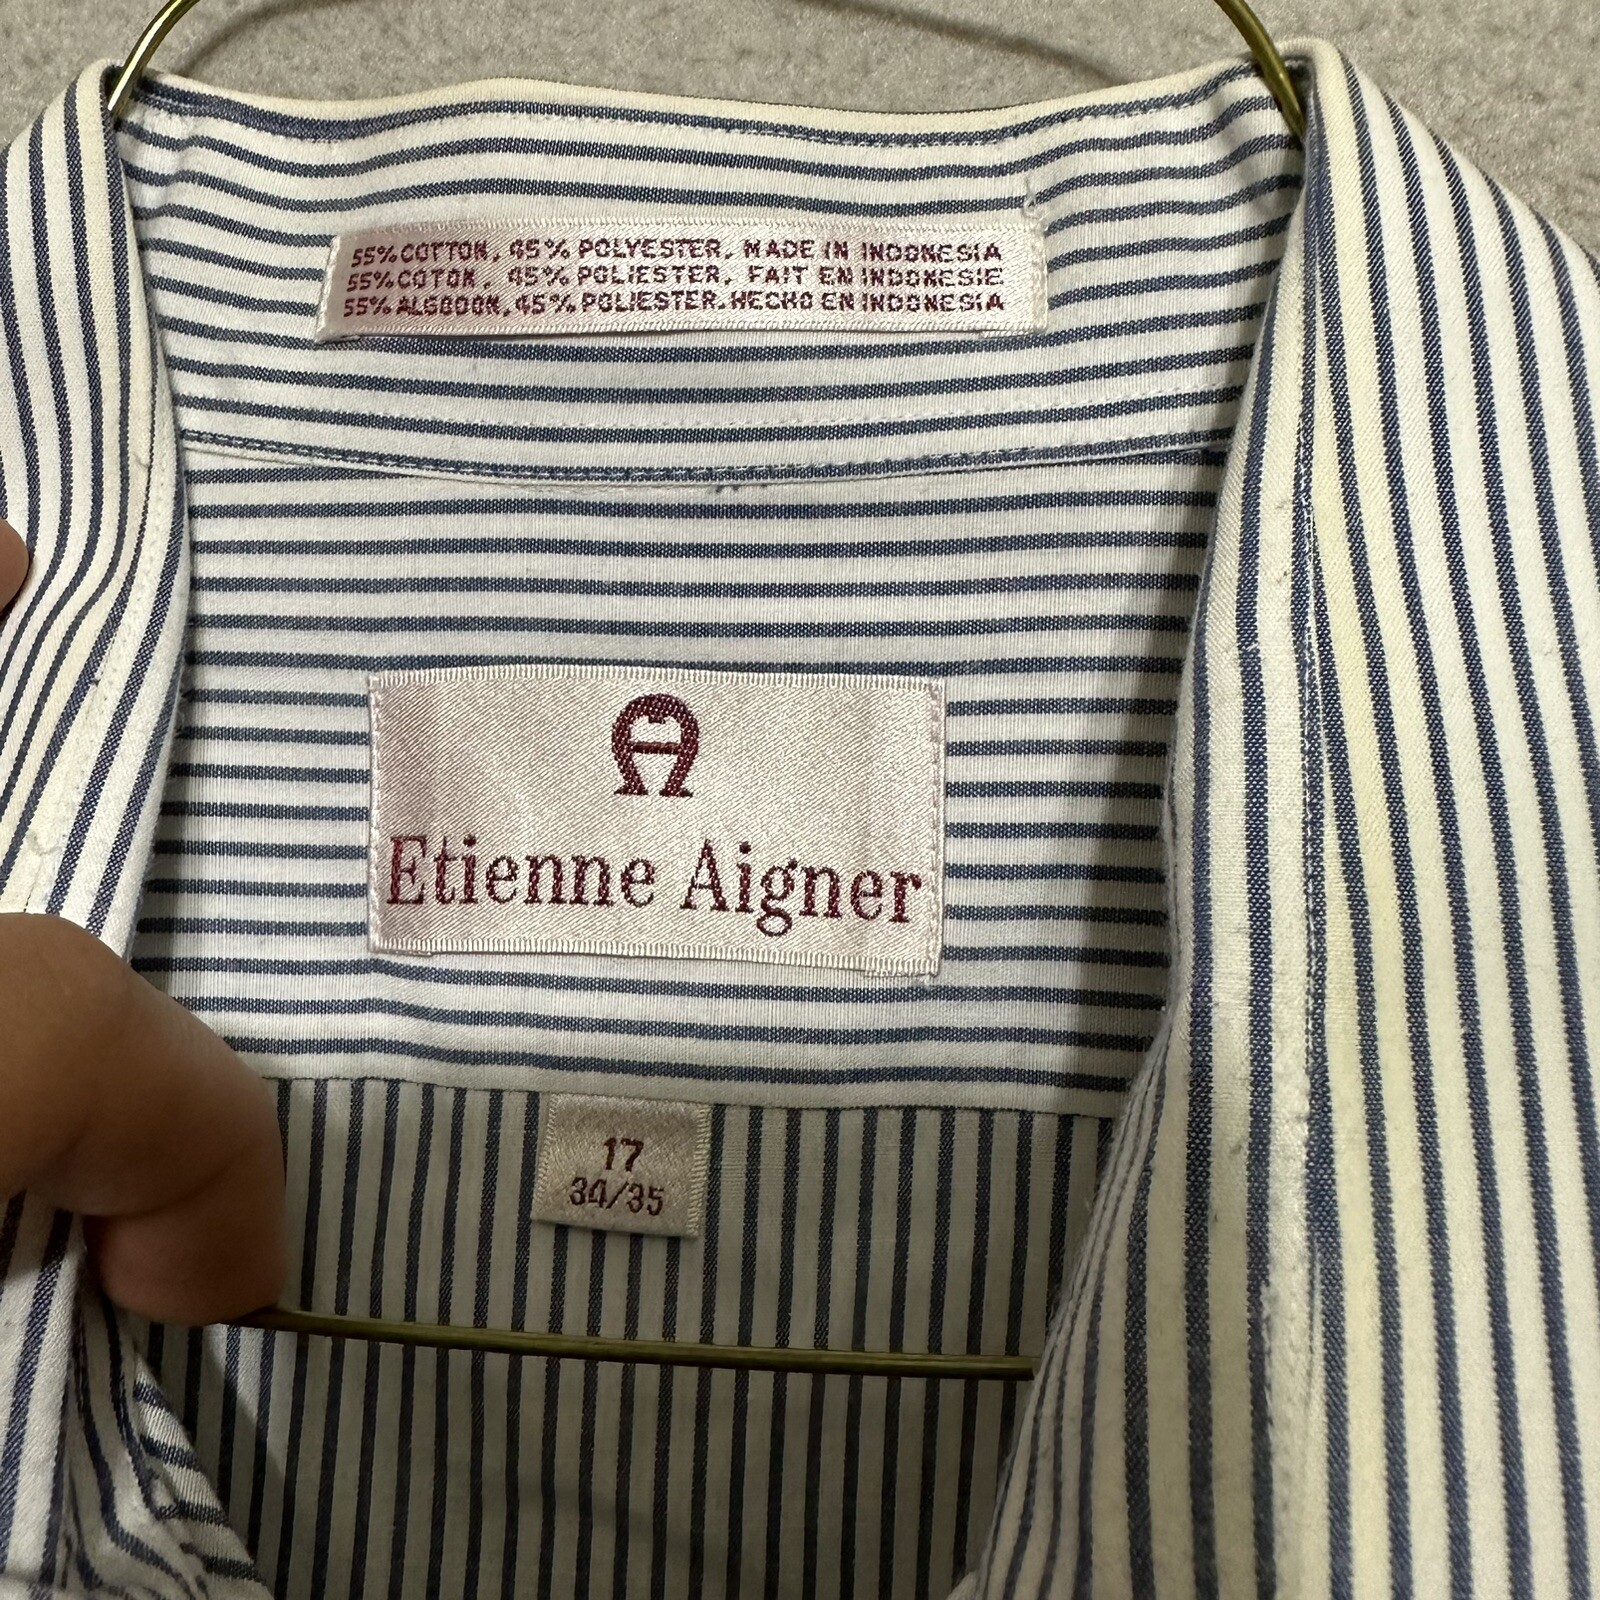 55% COTTON, 45% POLYESTER, MADE IN INDONESIA
55% COTON, 45% POLIESTER, FAIT EN INDONESIE
55% ALGODON, 45% POLIESTER. HECHO EN INDONESIA
A
Etienne Aigner
17
34/35